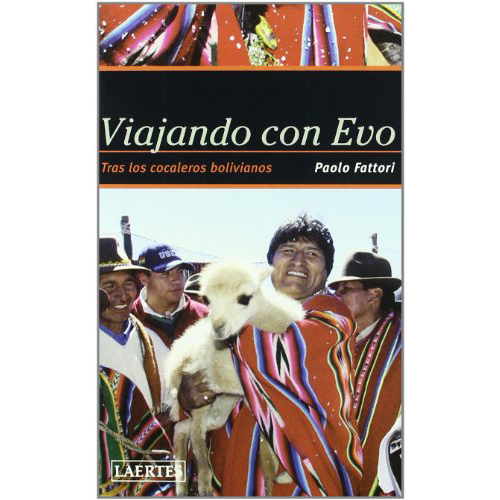 Viajando con Evo
Tras los cocaleros bolivianos
Paolo Fattori
LAERTES